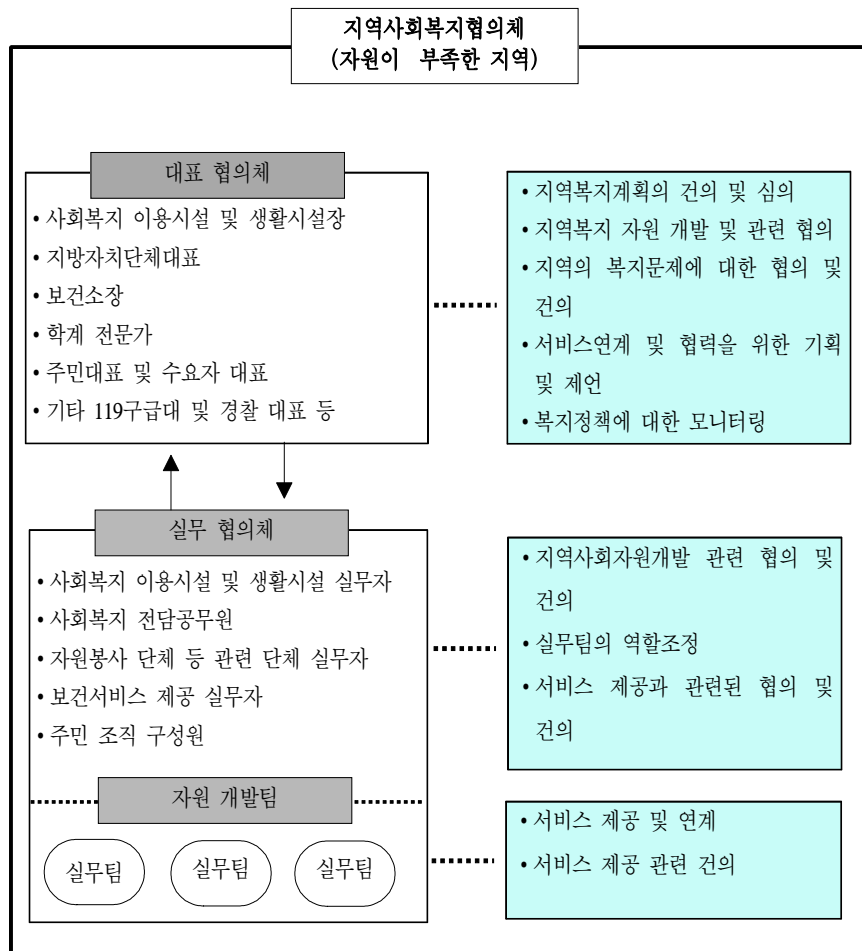 지역사회복지협의체
(자원이 부족한 지역)
대표 협의체
• 사회복지 이용시설 및 생활시설장
• 지방자치단체대표
• 보건소장
• 학계 전문가
• 주민대표 및 수요자 대표
• 기타 119구급대 및 경찰 대표 등
• 지역복지계획의 건의 및 심의
• 지역복지 자원 개발 및 관련 협의
• 지역의 복지문제에 대한 협의 및
건의
• 서비스연계 및 협력을 위한 기획
및 제언
• 복지정책에 대한 모니터링
실무 협의체
• 사회복지 이용시설 및 생활시설 실무자
• 사회복지 전담공무원
• 자원봉사 단체 등 관련 단체 실무자
• 보건서비스 제공 실무자
• 주민 조직 구성원
• 지역사회자원개발 관련 협의 및
건의
• 실무팀의 역할조정
• 서비스 제공과 관련된 협의 및
건의
자원 개발팀
실무팀
실무팀
실무팀
• 서비스 제공 및 연계
• 서비스 제공 관련 건의